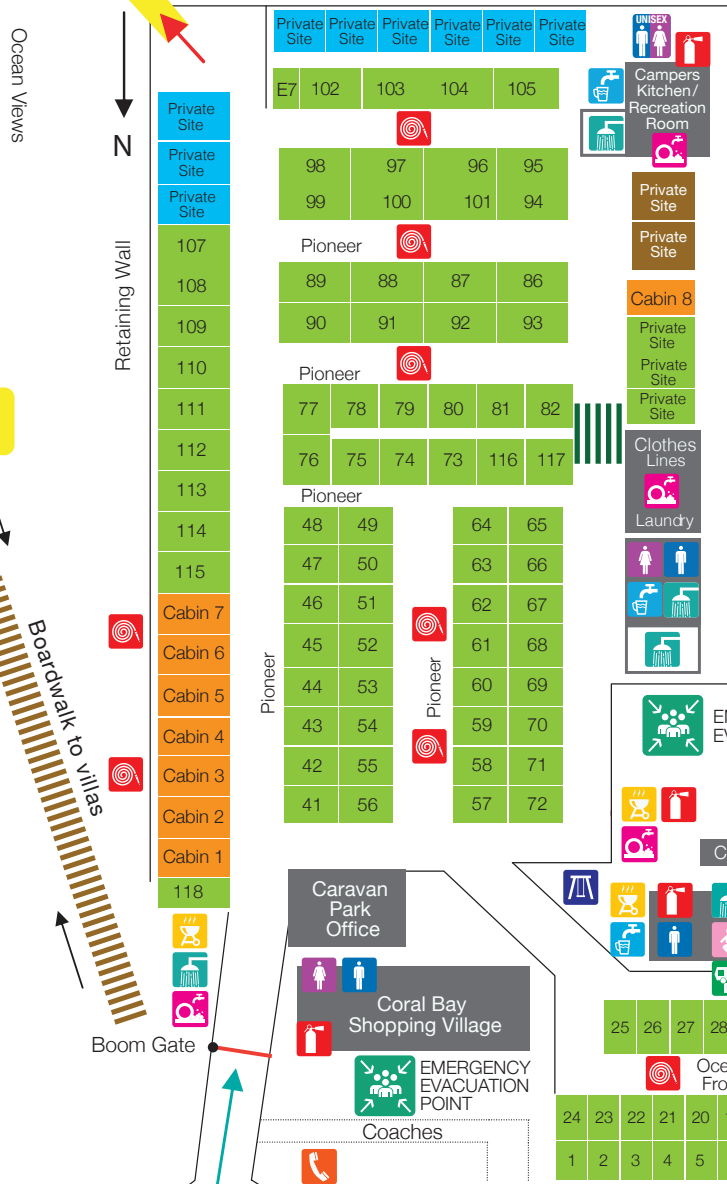 Ocean Views
N
Retaining Wall
Private
Site
Private
Site
Private
Site
Private
Site
Private
Site
Private
Site
UNISEX
E7 102 103 104 105
Campers
Kitchen/
Recreation
Room
Private
Site
Private
Site
Private
Site
107
108
109
110
111
112
113
114
115
Cabin 7
Cabin 6
Cabin 5
Cabin 4
Cabin 3
Cabin 2
Cabin 1
118
98 97 96 95
99 100 101 94
Pioneer
89 88 87 86
90 91 92 93
Pioneer
77 78 79 80 81 82
76 75 74 73 116 117
Pioneer
48 49
47 50
46 51
45 52
44 53
43 54
42 55
41 56
Pioneer
64 65
63 66
62 67
61 68
60 69
59 70
58 71
57 72
Pioneer
Private
Site
Private
Site
Cabin 8
Private
Site
Private
Site
Private
Site
Clothes
Lines
Laundry
Boardwalk to villas
Boom Gate
Caravan
Park
Office
Coral Bay
Shopping Village
EMERGENCY
EVACUATION
POINT
Coaches
25 26 27 28
24 23 22 21 20
1 2 3 4 5